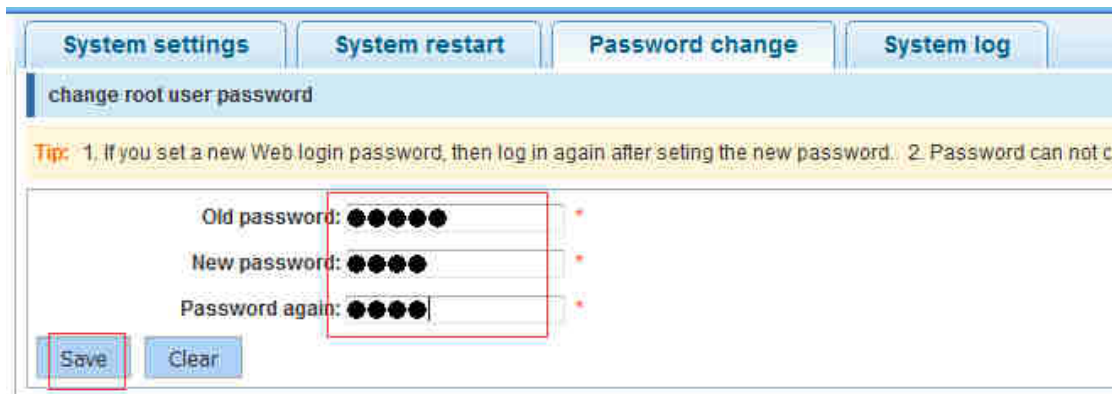 System settings System restart Password change System log
change root user password
Tip: 1. If you set a new Web login password, then log in again after seting the new password. 2. Password can not c
Old password: ●●●●● *
New password: ●●●● *
Password again: ●●●● *
Save Clear